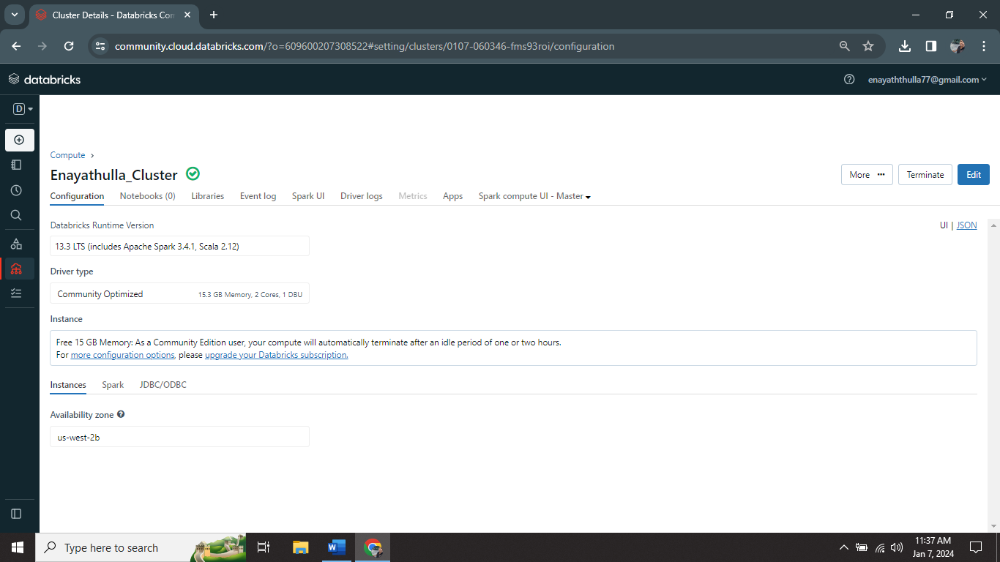 Cluster Details - Databricks Con
community.cloud.databricks.com/?o=609600207308522#setting/clusters/0107-060346-fms93roi/configuration
databricks
enayaththulla77@gmail.com
D
Compute >
Enayathulla_Cluster
More ••• Terminate Edit
Configuration Notebooks (0) Libraries Event log Spark UI Driver logs Metrics Apps Spark compute UI - Master
Databricks Runtime Version
UI | JSON
13.3 LTS (includes Apache Spark 3.4.1, Scala 2.12)
Driver type
Community Optimized 15.3 GB Memory, 2 Cores, 1 DBU
Instance
Free 15 GB Memory: As a Community Edition user, your compute will automatically terminate after an idle period of one or two hours.
For more configuration options, please upgrade your Databricks subscription.
Instances Spark JDBC/ODBC
Availability zone ?
us-west-2b
Type here to search
11:37 AM
Jan 7, 2024